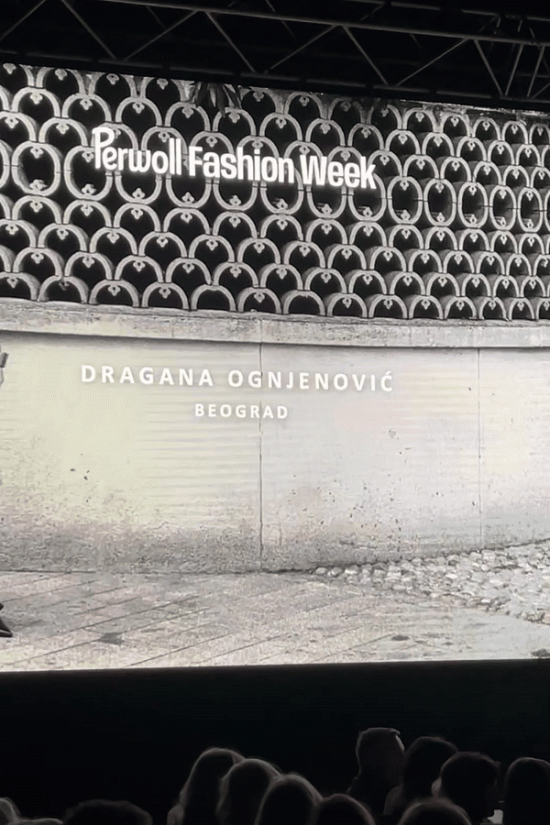 Perwoll Fashion Week
DRAGANA OGNJENOVIĆ
BEOGRAD